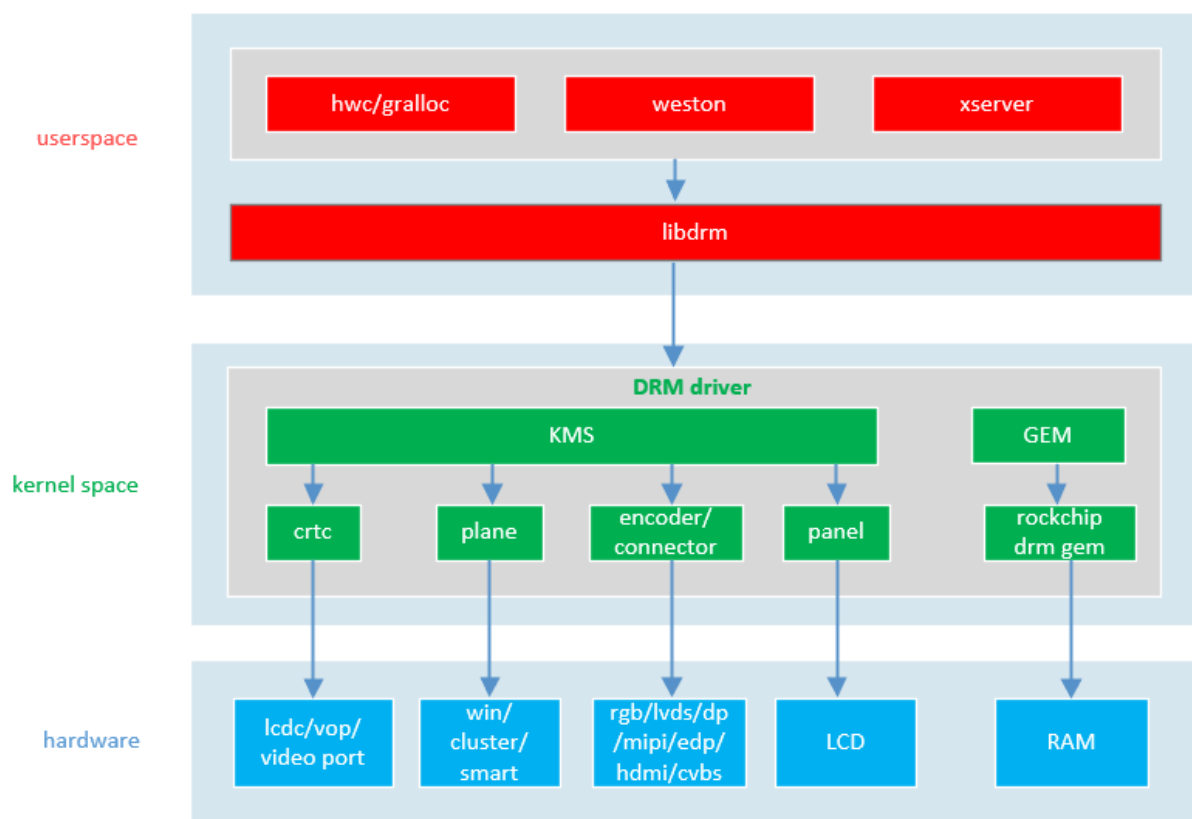 hwc/gralloc
weston
xserver
userspace
libdrm
DRM driver
KMS
GEM
kernel space
crtc
plane
encoder/
connector
panel
rockchip
drm gem
hardware
lcdc/vop/
video port
win/
cluster/
smart
rgb/lvds/dp
/mipi/edp/
hdmi/cvbs
LCD
RAM